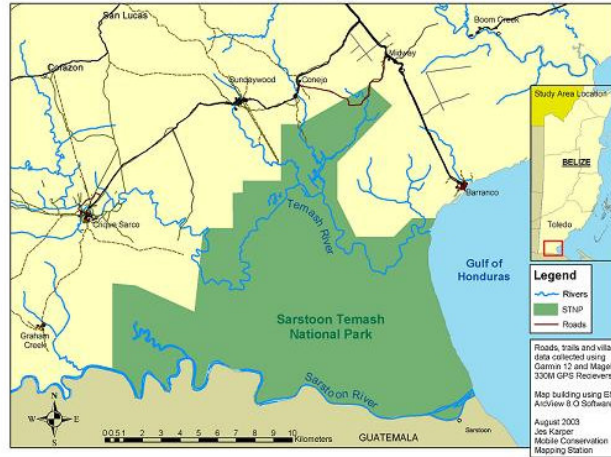 San Lucas
Boom Creek
Corazon
Midway
Sundaywood
Conejo
Study Area Location
BELIZE
Barranco
Crique Sarco
Temash
River
Toledo
Gulf of
Honduras
Legend
Rivers
STNP
Roads
Sarstoon Temash
National Park
Graham
Creek
Roads, trails and villa
data collected using
Garmin 12 and Magel
330M GPS Recievers
Sarstoon River
Map building using ES
ArcView 8.0 Software
N
W E
S
0 0.5 1 2 3 4 5 6 7 8 9 10
Kilometers
GUATEMALA
Sarstoon
August 2003
Jes Karper
Mobile Conservation
Mapping Station